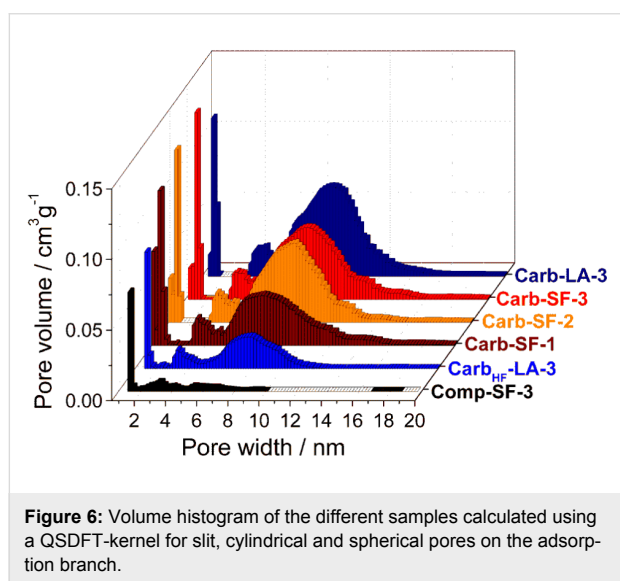 0.15
0.10
0.05
0.00
Pore volume / cm³g⁻¹
2 4 6 8 10 12 14 16 18 20
Pore width / nm
Carb-LA-3
Carb-SF-3
Carb-SF-2
Carb-SF-1
Carb_HF-LA-3
Comp-SF-3
Figure 6: Volume histogram of the different samples calculated using
a QSDFT-kernel for slit, cylindrical and spherical pores on the adsorp-
tion branch.